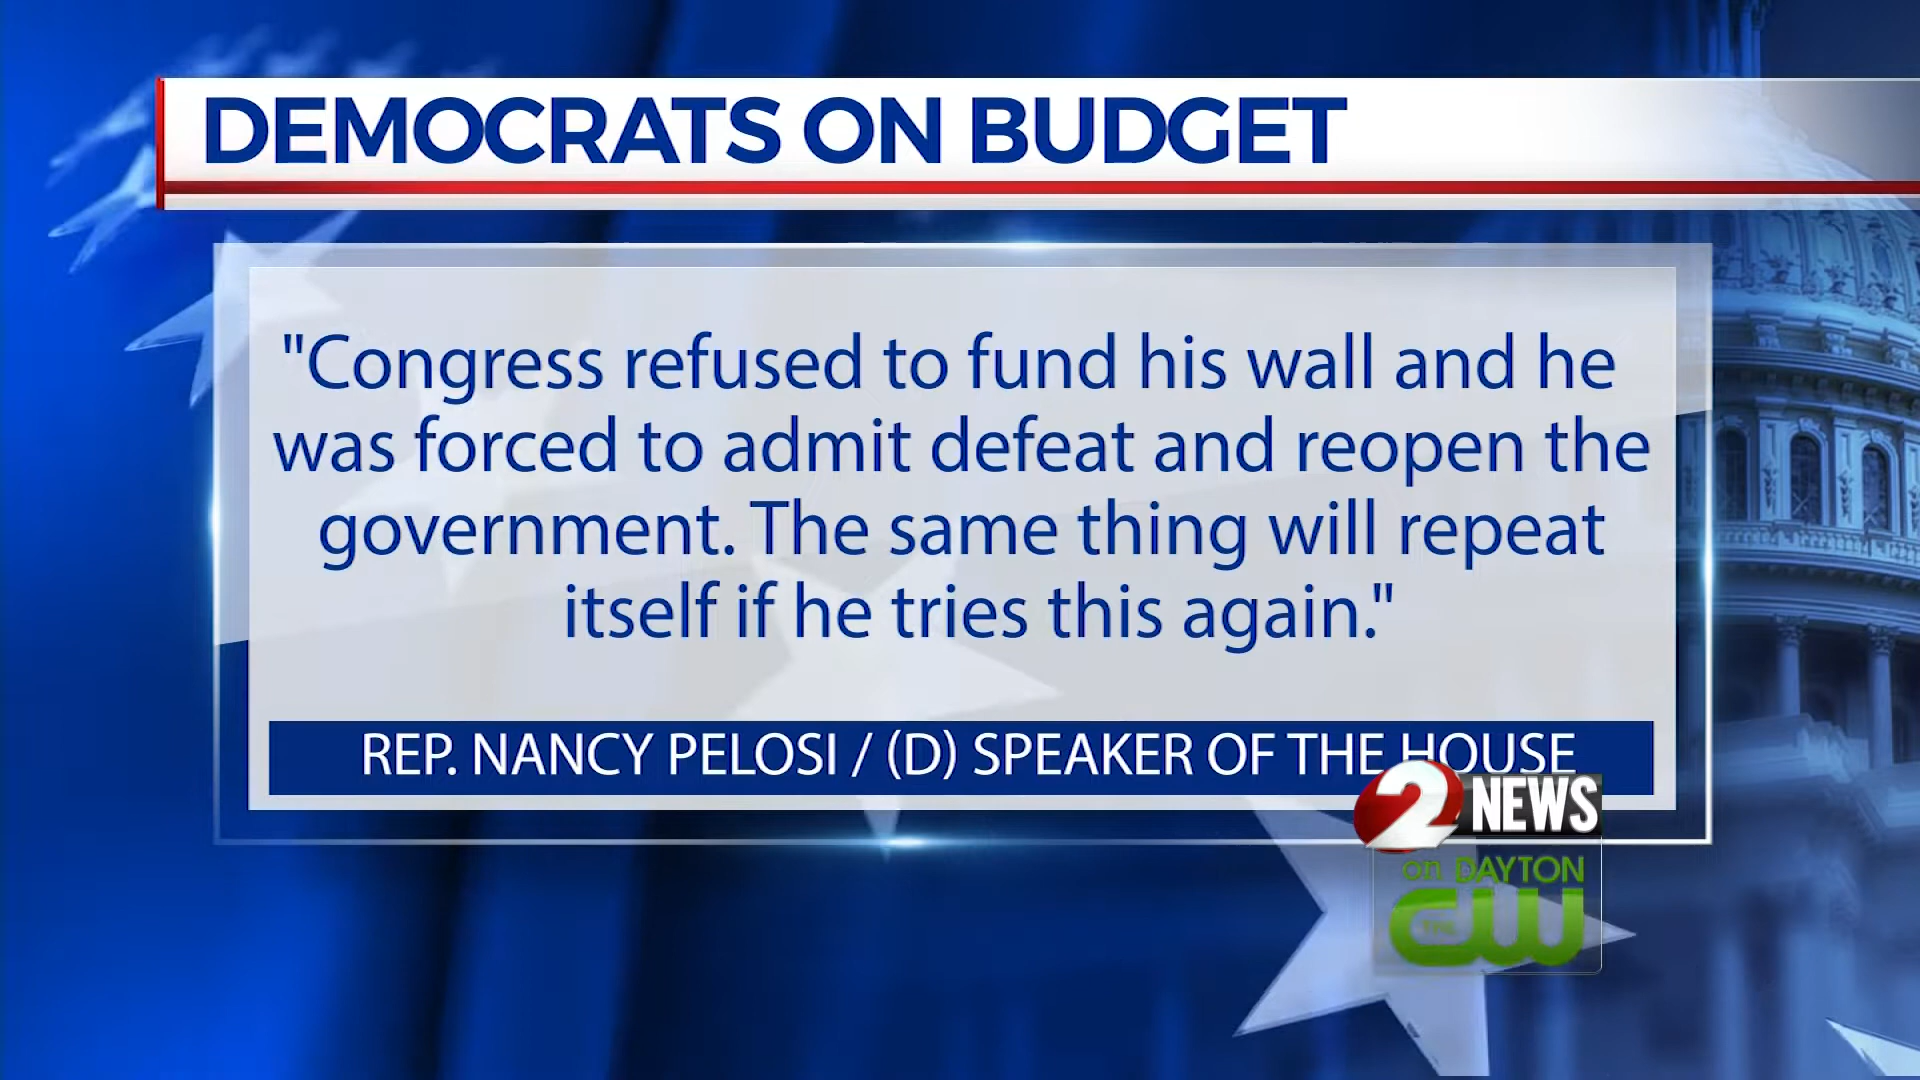 DEMOCRATS ON BUDGET
"Congress refused to fund his wall and he
was forced to admit defeat and reopen the
government. The same thing will repeat
itself if he tries this again."
REP. NANCY PELOSI / (D) SPEAKER OF THE HOUSE
2 NEWS
on DAYTON
THE CW